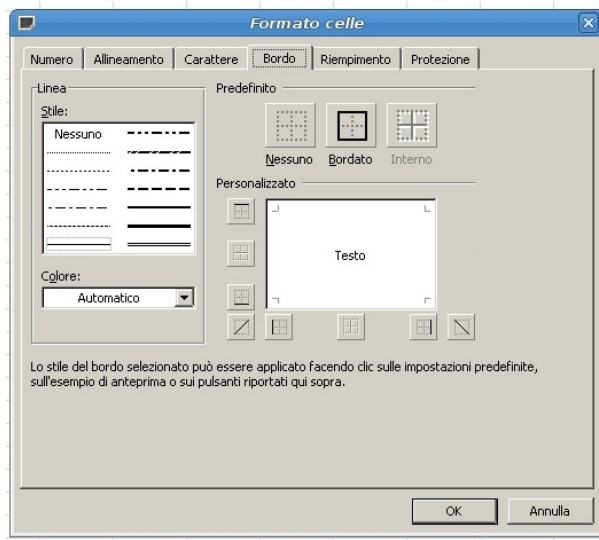 Formato celle
Numero Allineamento Carattere Bordo Riempimento Protezione
Linea
Stile:
Nessuno
Colore:
Automatico
Predefinito
Nessuno Bordato Interno
Personalizzato
Testo
Lo stile del bordo selezionato può essere applicato facendo clic sulle impostazioni predefinite,
sull'esempio di anteprima o sui pulsanti riportati qui sopra.
OK Annulla